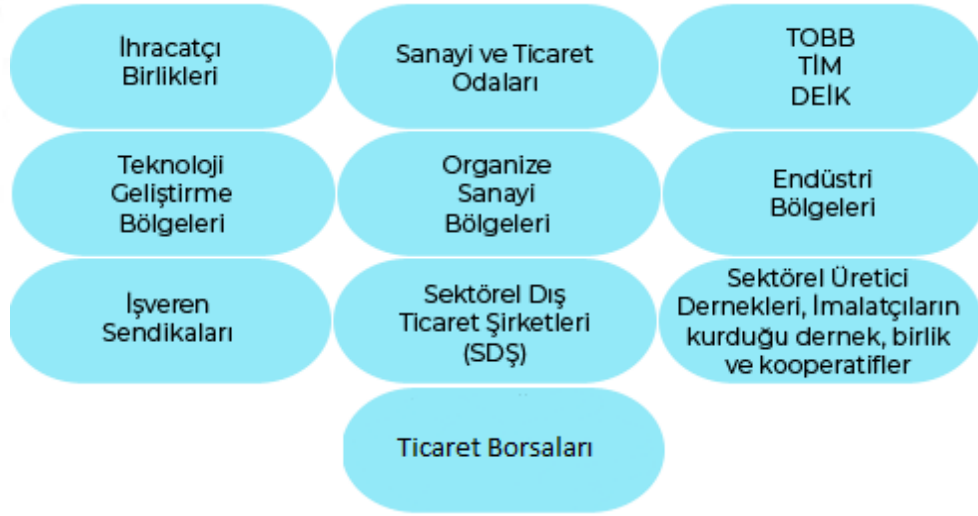 İhracatçı
Birlikleri
Sanayi ve Ticaret
Odaları
TOBB
TİM
DEİK
Teknoloji
Geliştirme
Bölgeleri
Organize
Sanayi
Bölgeleri
Endüstri
Bölgeleri
İşveren
Sendikaları
Sektörel Dış
Ticaret Şirketleri
(SDŞ)
Sektörel Üretici
Dernekleri, İmalatçıların
kurduğu dernek, birlik
ve kooperatifler
Ticaret Borsaları